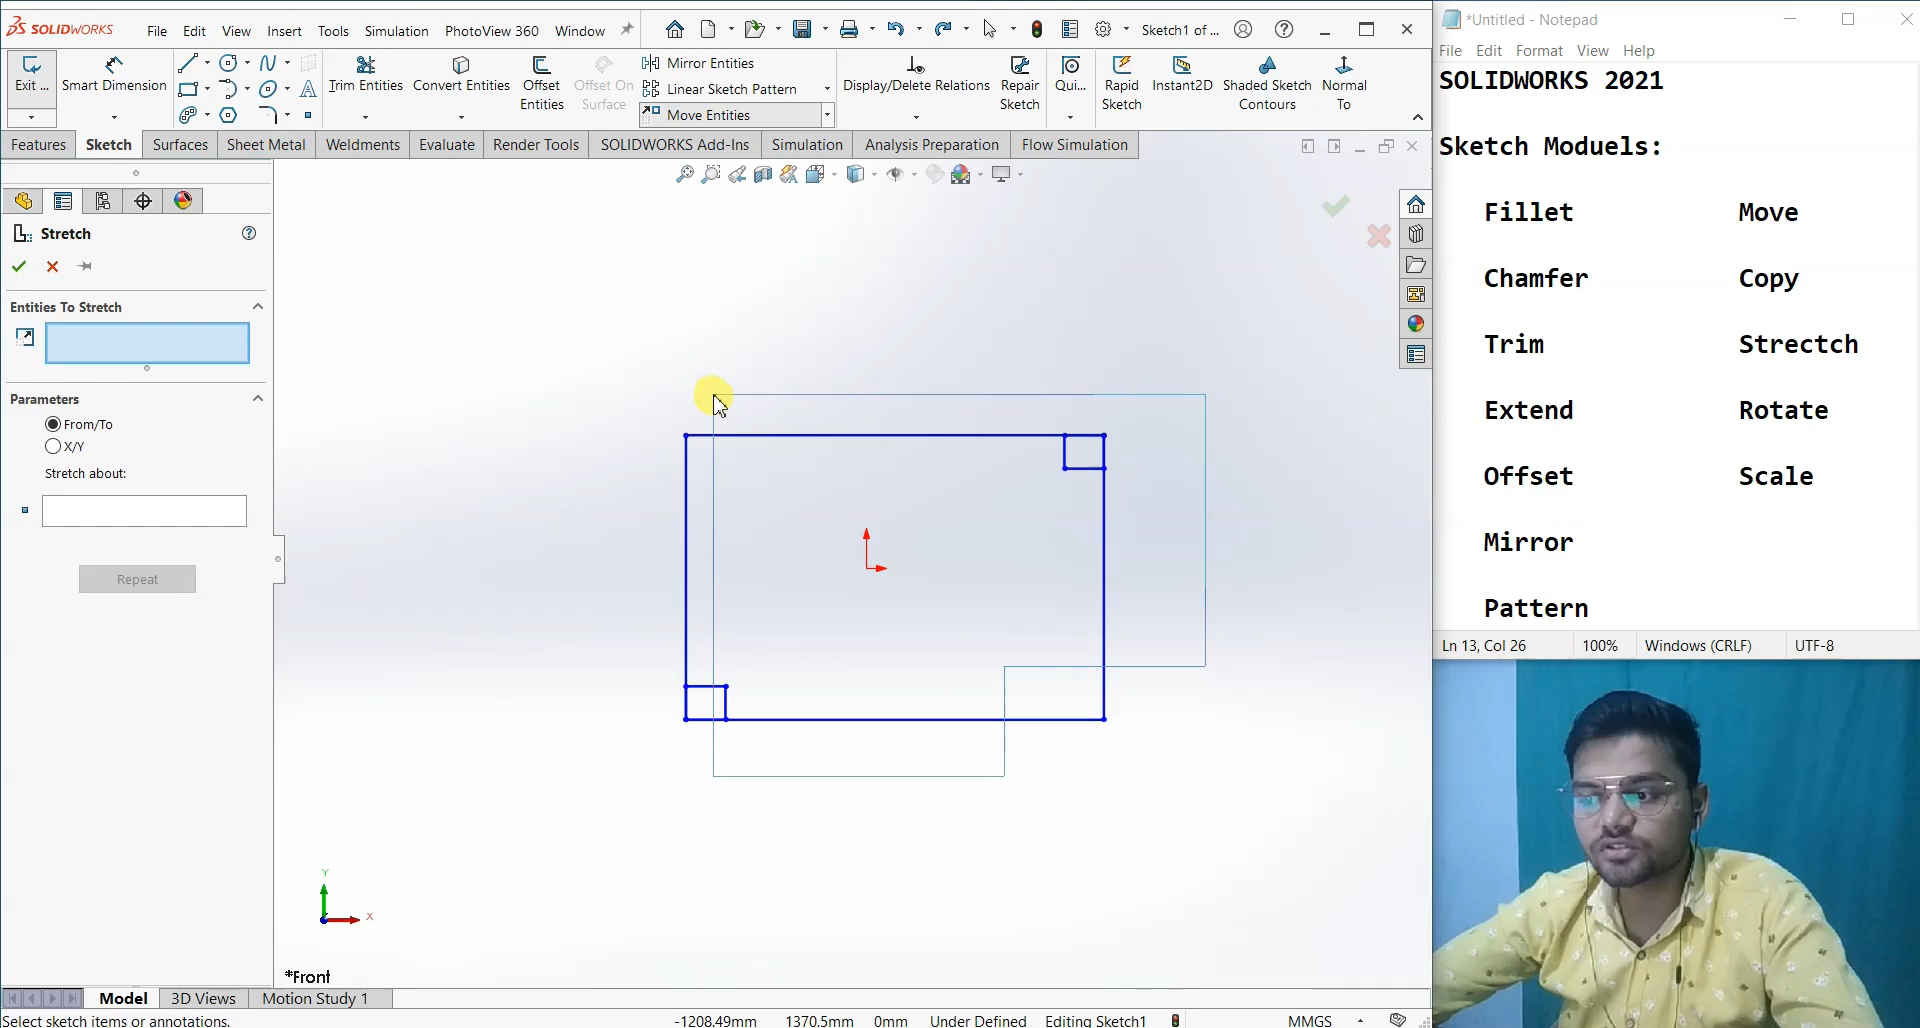 SOLIDWORKS File Edit View Insert Tools Simulation PhotoView 360 Window Sketch1 of ...
Exit ... Smart Dimension Trim Entities Convert Entities Offset Entities Offset On Surface Mirror Entities Linear Sketch Pattern Move Entities Display/Delete Relations Repair Sketch Qui... Rapid Sketch Instant2D Shaded Sketch Contours Normal To
Features Sketch Surfaces Sheet Metal Weldments Evaluate Render Tools SOLIDWORKS Add-Ins Simulation Analysis Preparation Flow Simulation
Stretch
Entities To Stretch
Parameters
From/To
X/Y
Stretch about:
Repeat
Y
X
*Front
Model 3D Views Motion Study 1
Select sketch items or annotations. -1208.49mm 1370.5mm 0mm Under Defined Editing Sketch1 MMGS
*Untitled - Notepad
File Edit Format View Help
SOLIDWORKS 2021
Sketch Moduels:
Fillet Move
Chamfer Copy
Trim Strectch
Extend Rotate
Offset Scale
Mirror
Pattern
Ln 13, Col 26 100% Windows (CRLF) UTF-8